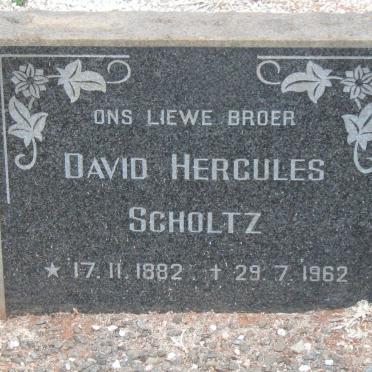 ONS LIEWE BROER
DAVID HERCULES
SCHOLTZ
★ 17.11.1882 ✝ 29.7.1962